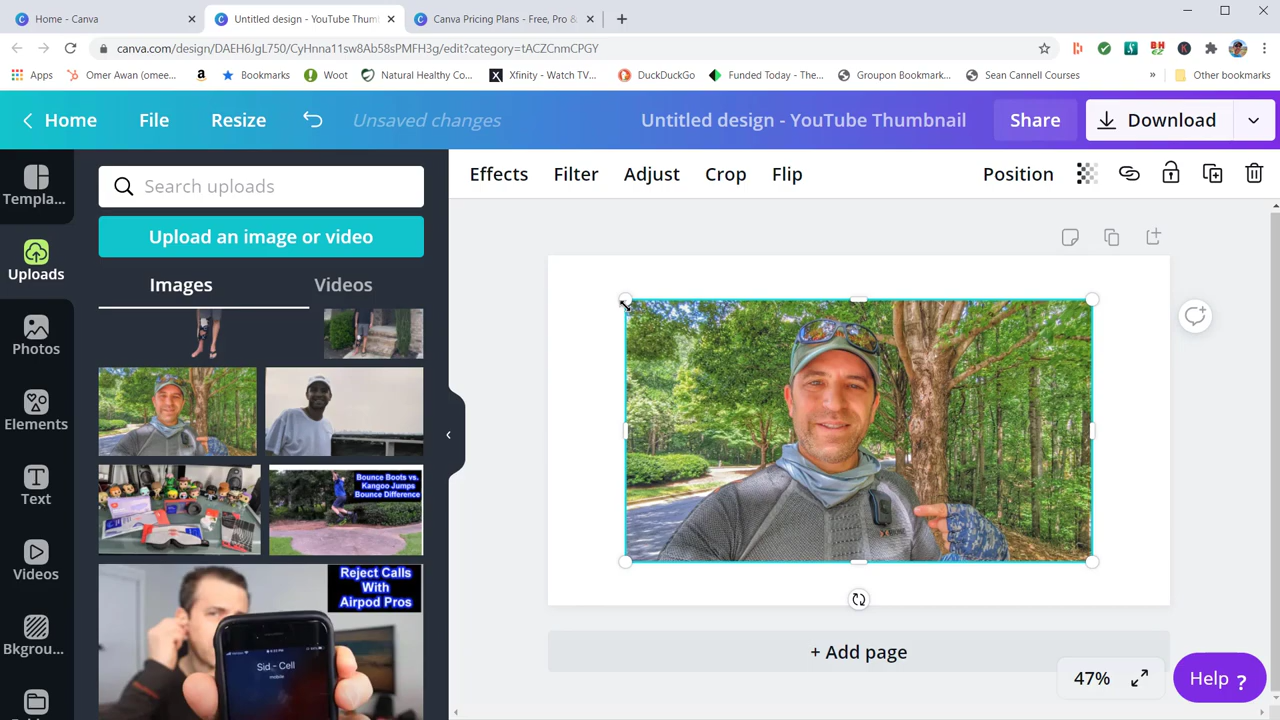 Home - Canva
Untitled design - YouTube Thum
Canva Pricing Plans - Free, Pro &
canva.com/design/DAEH6JgL750/CyHnna11sw8Ab58sPMFH3g/edit?category=tACZCnmCPGY
Apps
Omer Awan (omee...
Bookmarks
Woot
Natural Healthy Co...
Xfinity - Watch TV...
DuckDuckGo
Funded Today - The...
Groupon Bookmark...
Sean Cannell Courses
»
Other bookmarks
Home
File
Resize
Unsaved changes
Untitled design - YouTube Thumbnail
Share
Download
Templa...
Uploads
Photos
Elements
Text
Videos
Bkgrou...
Search uploads
Upload an image or video
Images
Videos
Bounce Boots vs.
Kangoo Jumps
Bounce Difference
Reject Calls
With
Airpod Pros
Sid - Cell
mobile
Effects
Filter
Adjust
Crop
Flip
Position
+ Add page
47%
Help ?